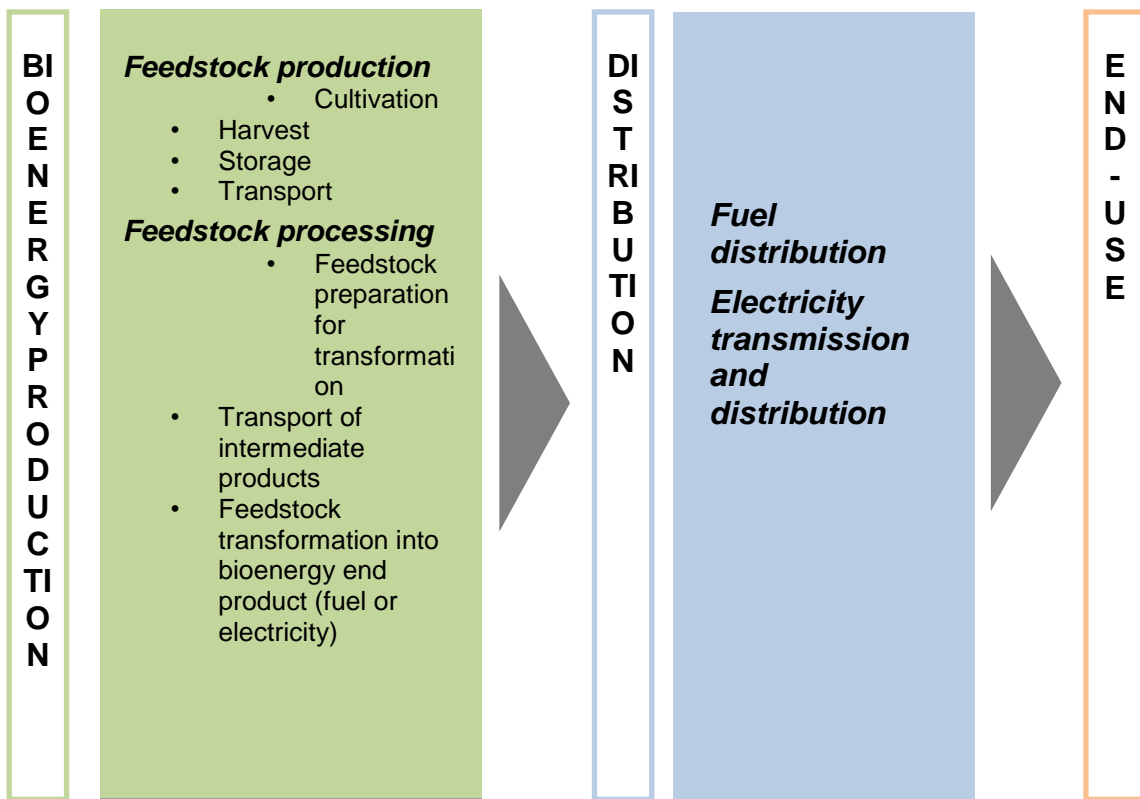 BI
O
E
N
E
R
G
Y
P
R
O
D
U
C
TI
O
N
Feedstock production
• Cultivation
• Harvest
• Storage
• Transport
Feedstock processing
• Feedstock
preparation
for
transformati
on
• Transport of
intermediate
products
• Feedstock
transformation into
bioenergy end
product (fuel or
electricity)
DI
S
T
RI
B
U
TI
O
N
Fuel
distribution
Electricity
transmission
and
distribution
E
N
D
-
U
S
E